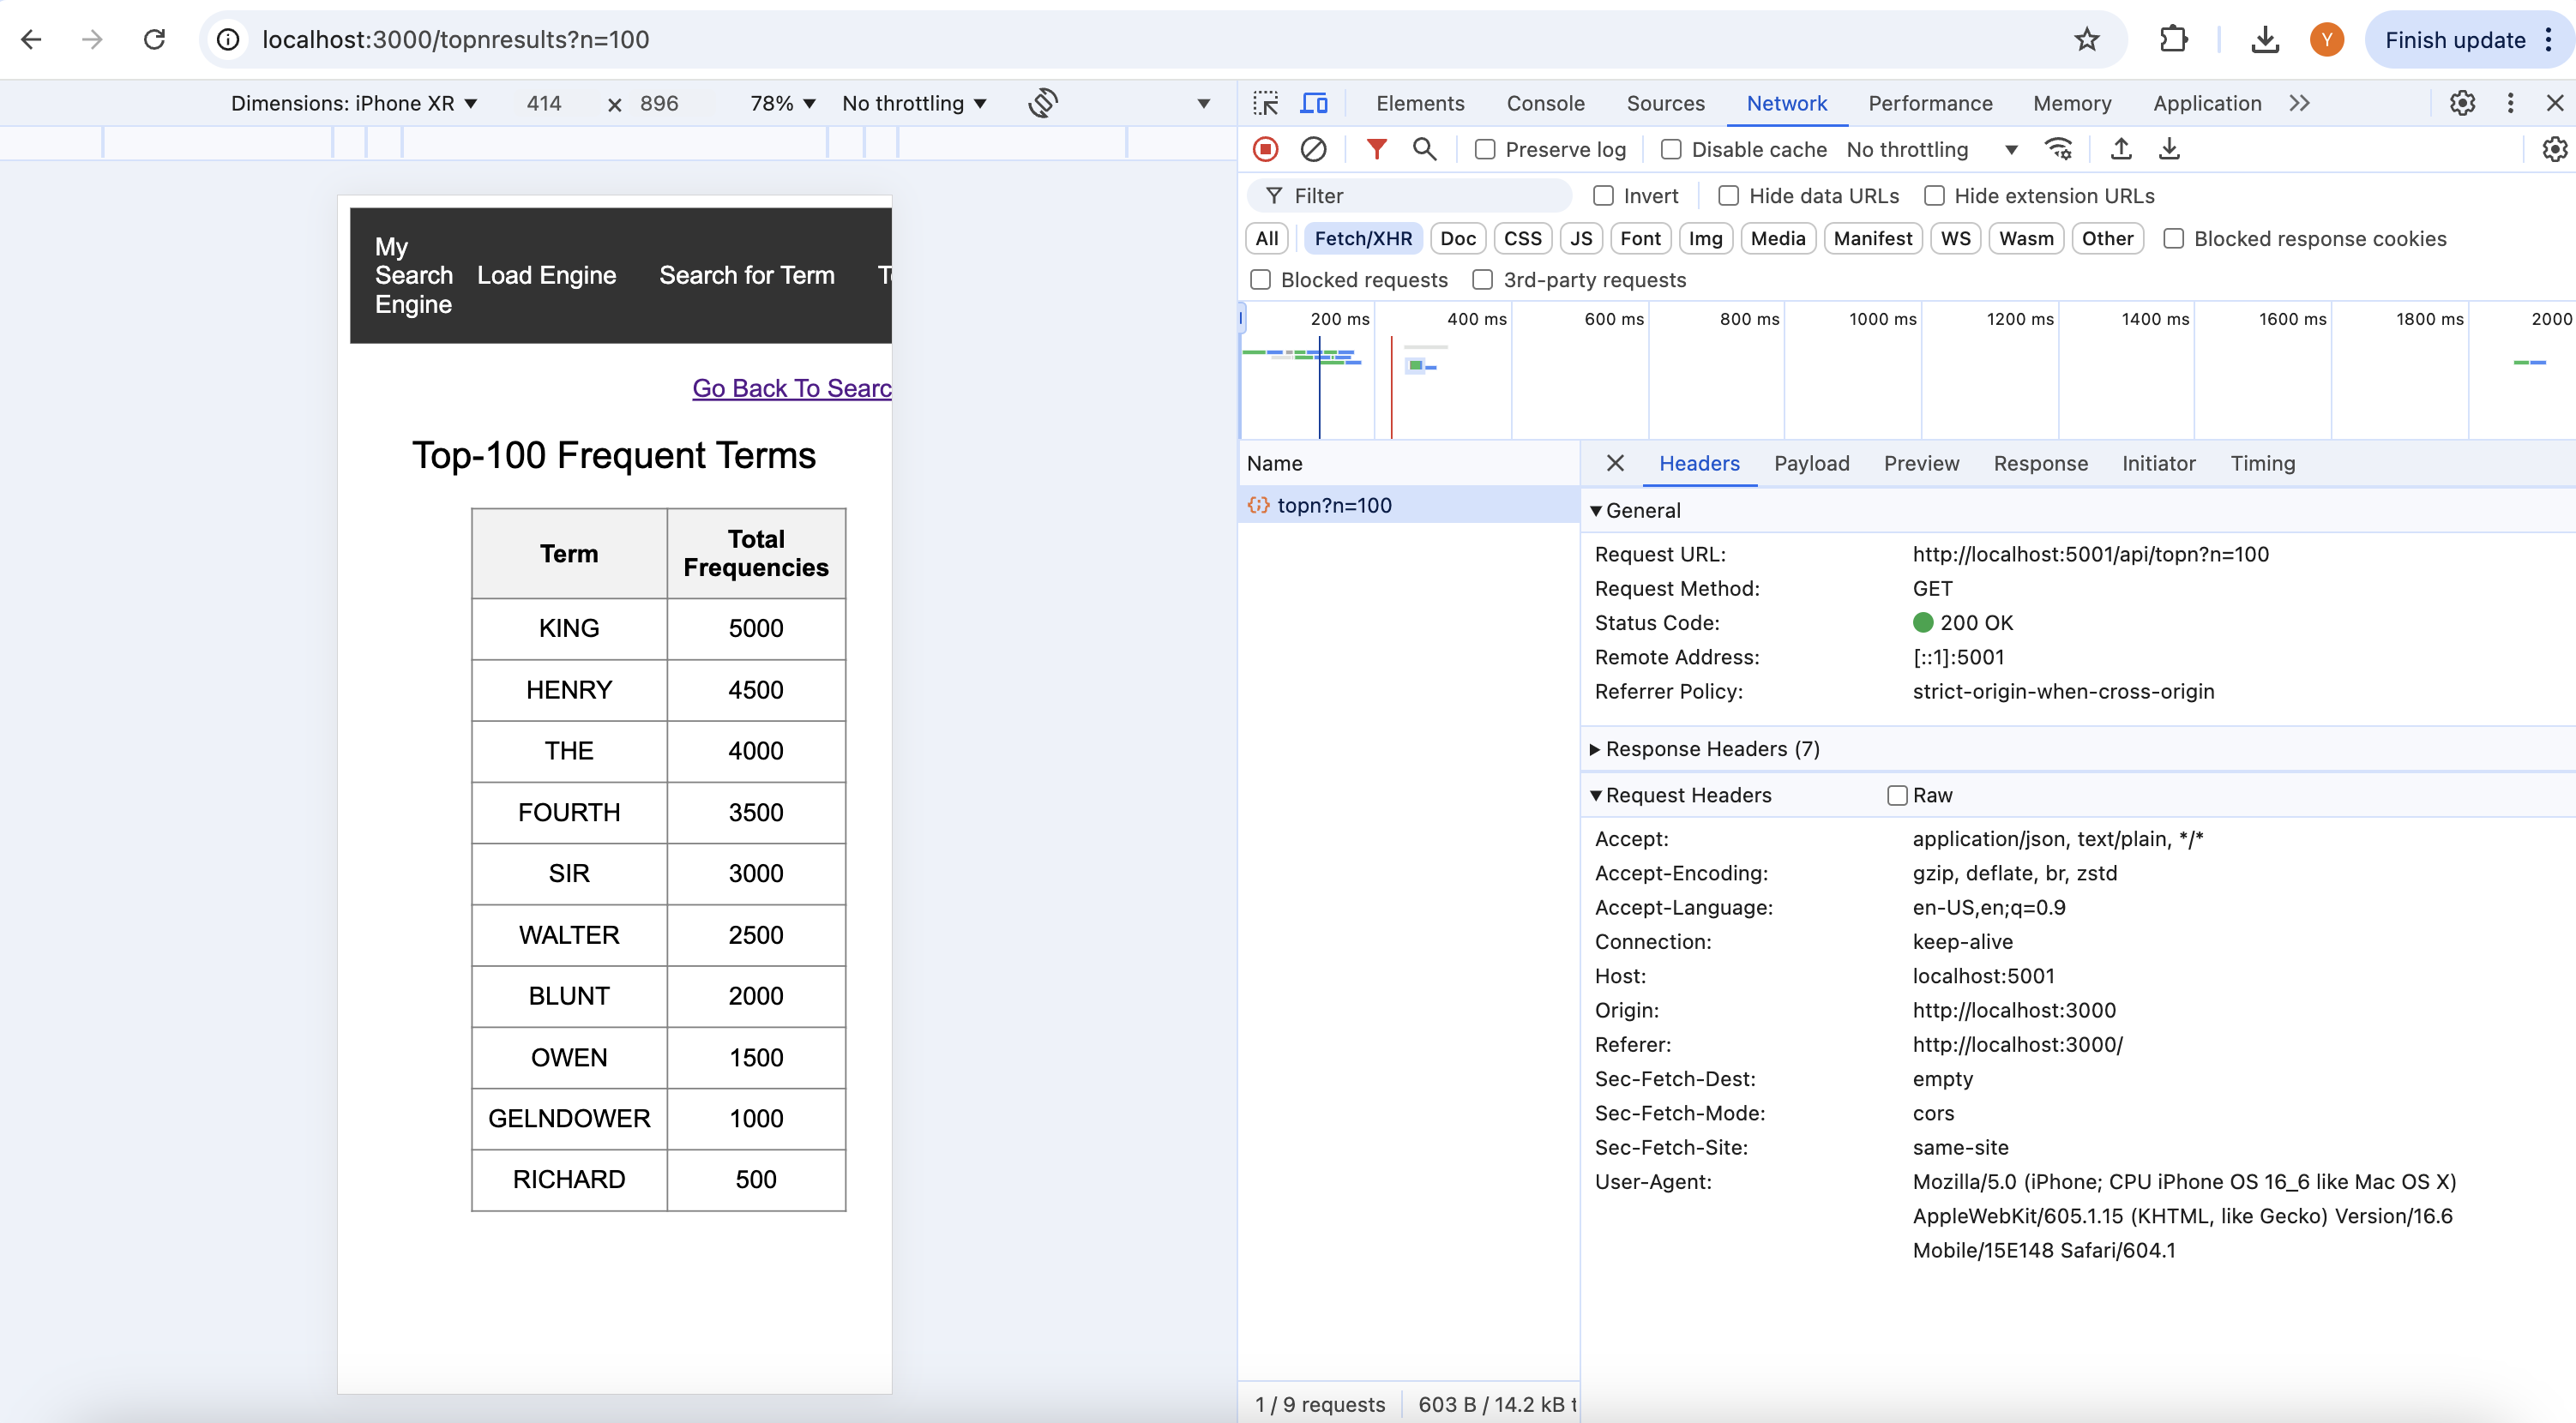 localhost:3000/topnresults?n=100
Y
Finish update
Dimensions: iPhone XR
414
×
896
78%
No throttling
Elements
Console
Sources
Network
Performance
Memory
Application
Preserve log
Disable cache
No throttling
Filter
Invert
Hide data URLs
Hide extension URLs
All
Fetch/XHR
Doc
CSS
JS
Font
Img
Media
Manifest
WS
Wasm
Other
Blocked response cookies
Blocked requests
3rd-party requests
200 ms
400 ms
600 ms
800 ms
1000 ms
1200 ms
1400 ms
1600 ms
1800 ms
2000
My
Search
Engine
Load Engine
Search for Term
Go Back To Searc
Top-100 Frequent Terms
Term
Total
Frequencies
KING 5000
HENRY 4500
THE 4000
FOURTH 3500
SIR 3000
WALTER 2500
BLUNT 2000
OWEN 1500
GELNDOWER 1000
RICHARD 500
Name
topn?n=100
Headers
Payload
Preview
Response
Initiator
Timing
General
Request URL: http://localhost:5001/api/topn?n=100
Request Method: GET
Status Code: 200 OK
Remote Address: [::1]:5001
Referrer Policy: strict-origin-when-cross-origin
Response Headers (7)
Request Headers
Raw
Accept: application/json, text/plain, */*
Accept-Encoding: gzip, deflate, br, zstd
Accept-Language: en-US,en;q=0.9
Connection: keep-alive
Host: localhost:5001
Origin: http://localhost:3000
Referer: http://localhost:3000/
Sec-Fetch-Dest: empty
Sec-Fetch-Mode: cors
Sec-Fetch-Site: same-site
User-Agent: Mozilla/5.0 (iPhone; CPU iPhone OS 16_6 like Mac OS X)
AppleWebKit/605.1.15 (KHTML, like Gecko) Version/16.6
Mobile/15E148 Safari/604.1
1 / 9 requests
603 B / 14.2 kB t